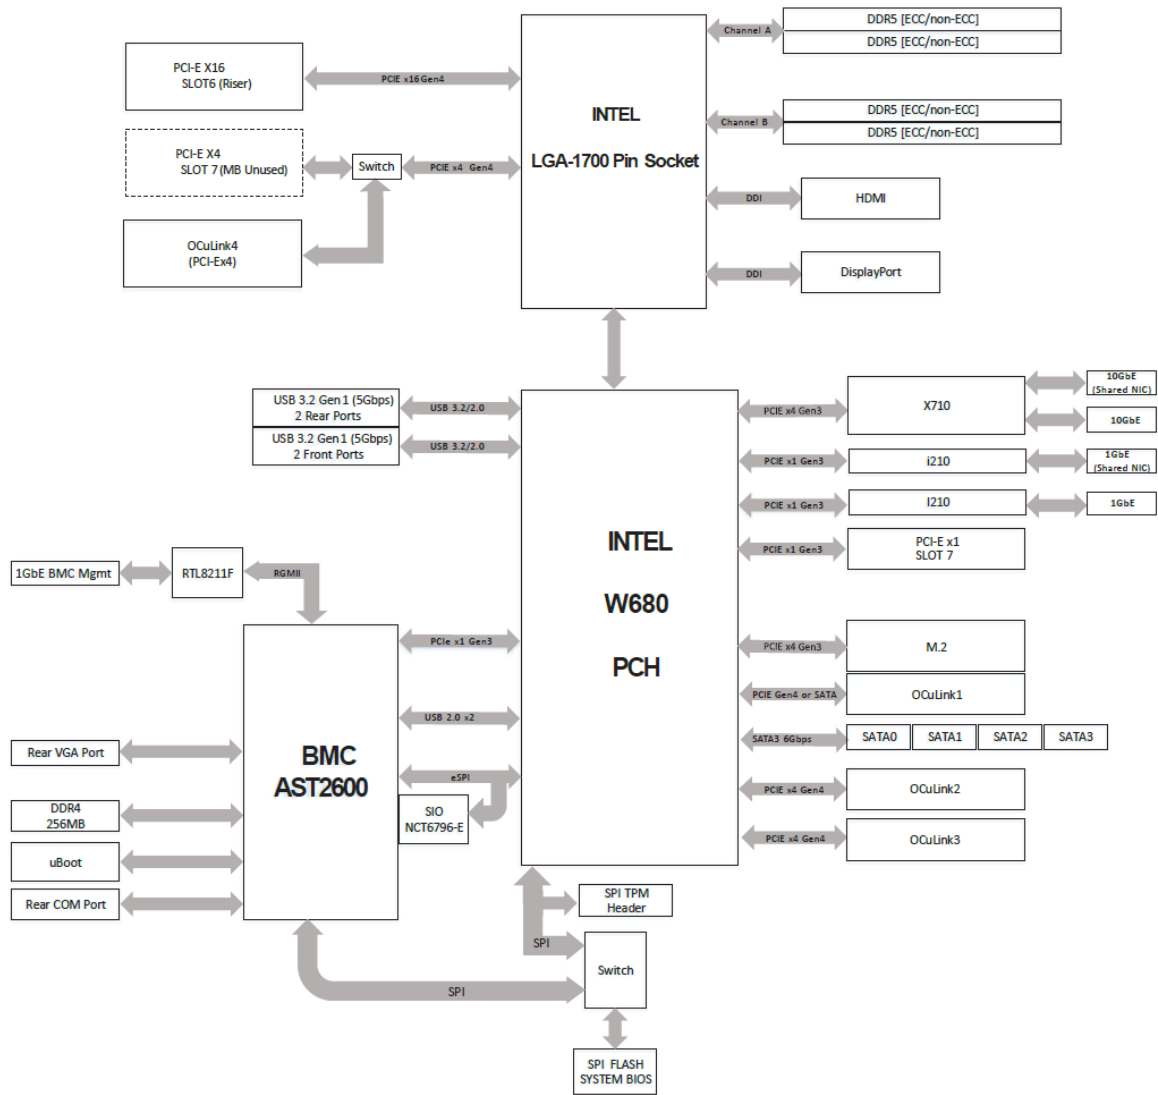 DDR5 [ECC/non-ECC]
Channel A
DDR5 [ECC/non-ECC]
PCI-E X16
SLOT6 (Riser)
PCIE x16 Gen4
INTEL
LGA-1700 Pin Socket
DDR5 [ECC/non-ECC]
Channel B
DDR5 [ECC/non-ECC]
PCI-E X4
SLOT 7 (MB Unused)
Switch
PCIE x4 Gen4
DDI
HDMI
OCuLink4
(PCI-Ex4)
DDI
DisplayPort
USB 3.2 Gen1 (5Gbps)
2 Rear Ports
USB 3.2/2.0
USB 3.2 Gen1 (5Gbps)
2 Front Ports
USB 3.2/2.0
INTEL
W680
PCH
PCIE x4 Gen3
X710
10GbE
(Shared NIC)
10GbE
PCIE x1 Gen3
i210
1GbE
(Shared NIC)
PCIE x1 Gen3
I210
1GbE
PCIE x1 Gen3
PCI-E x1
SLOT 7
1GbE BMC Mgmt
RTL8211F
RGMII
PCIe x1 Gen3
PCIE x4 Gen3
M.2
USB 2.0 x2
PCIE Gen4 or SATA
OCuLink1
BMC
AST2600
Rear VGA Port
SATA3 6Gbps
SATA0
SATA1
SATA2
SATA3
eSPI
SIO
NCT6796-E
DDR4
256MB
PCIE x4 Gen4
OCuLink2
uBoot
PCIE x4 Gen4
OCuLink3
Rear COM Port
SPI TPM
Header
SPI
Switch
SPI
SPI FLASH
SYSTEM BIOS